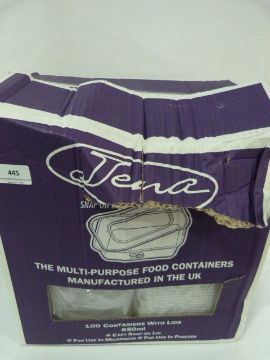 445
Jena
SNAP ON
THE MULTI-PURPOSE FOOD CONTAINERS
MANUFACTURED IN THE UK
100 CONTAINERS WITH LIDS
650ml
EASY SNAP ON LID
FOR USE IN MICROWAVE FOR USE IN FREEZER